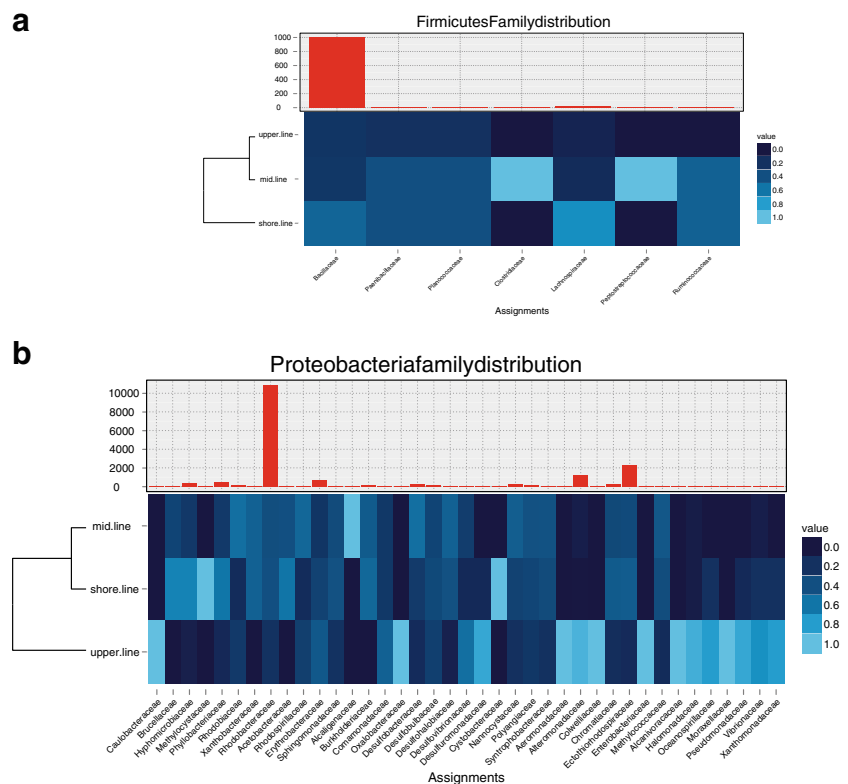 a
FirmicutesFamilydistribution
1000
800
600
400
200
0
upper.line
mid.line
shore.line
value
0.0
0.2
0.4
0.6
0.8
1.0
Bacillaceae
Paenibacillaceae
Planococcaceae
Clostridiaceae
Lachnospiraceae
Peptostreptococcaceae
Ruminococcaceae
Assignments
b
Proteobacteriafamilydistribution
10000
8000
6000
4000
2000
0
mid.line
shore.line
upper.line
value
0.0
0.2
0.4
0.6
0.8
1.0
Caulobacteraceae
Brucellaceae
Hyphomicrobiaceae
Methylocystaceae
Phyllobacteriaceae
Rhodobiaceae
Xanthobacteraceae
Rhodobacteraceae
Acetobacteraceae
Rhodospirillaceae
Erythrobacteraceae
Sphingomonadaceae
Alcaligenaceae
Burkholderiaceae
Comamonadaceae
Oxalobacteraceae
Desulfobacteraceae
Desulfobulbaceae
Desulfohalobiaceae
Desulfovibrionaceae
Desulfuromonadaceae
Cystobacteraceae
Nannocystaceae
Polyangiaceae
Syntrophobacteraceae
Aeromonadaceae
Alteromonadaceae
Colwelliaceae
Chromatiaceae
Ectothiorhodospiraceae
Enterobacteriaceae
Methylococcaceae
Alcanivoracaceae
Halomonadaceae
Oceanospirillaceae
Moraxellaceae
Pseudomonadaceae
Vibrionaceae
Xanthomonadaceae
Assignments